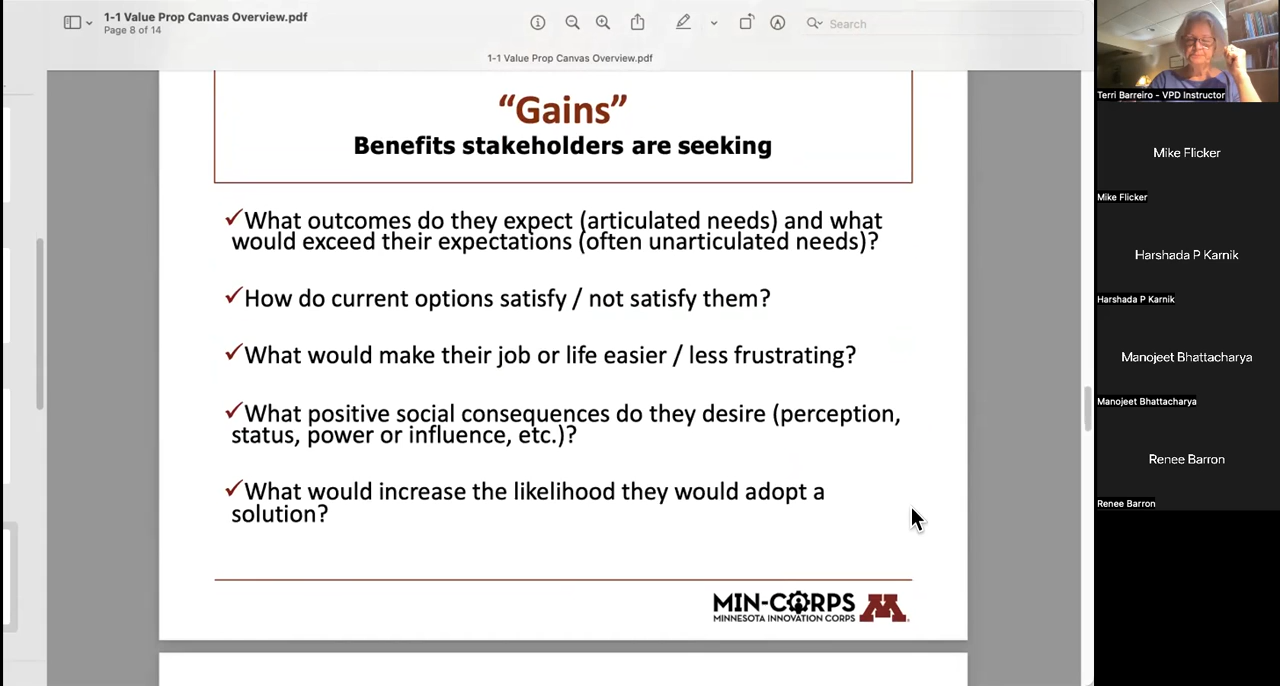 1-1 Value Prop Canvas Overview.pdf
Page 8 of 14
Search
1-1 Value Prop Canvas Overview.pdf
“Gains”
Benefits stakeholders are seeking
✓What outcomes do they expect (articulated needs) and what
would exceed their expectations (often unarticulated needs)?
✓How do current options satisfy / not satisfy them?
✓What would make their job or life easier / less frustrating?
✓What positive social consequences do they desire (perception,
status, power or influence, etc.)?
✓What would increase the likelihood they would adopt a
solution?
MIN-CORPS
MINNESOTA INNOVATION CORPS
M
Terri Barreiro - VPD Instructor
Mike Flicker
Mike Flicker
Harshada P Karnik
Harshada P Karnik
Manojeet Bhattacharya
Manojeet Bhattacharya
Renee Barron
Renee Barron